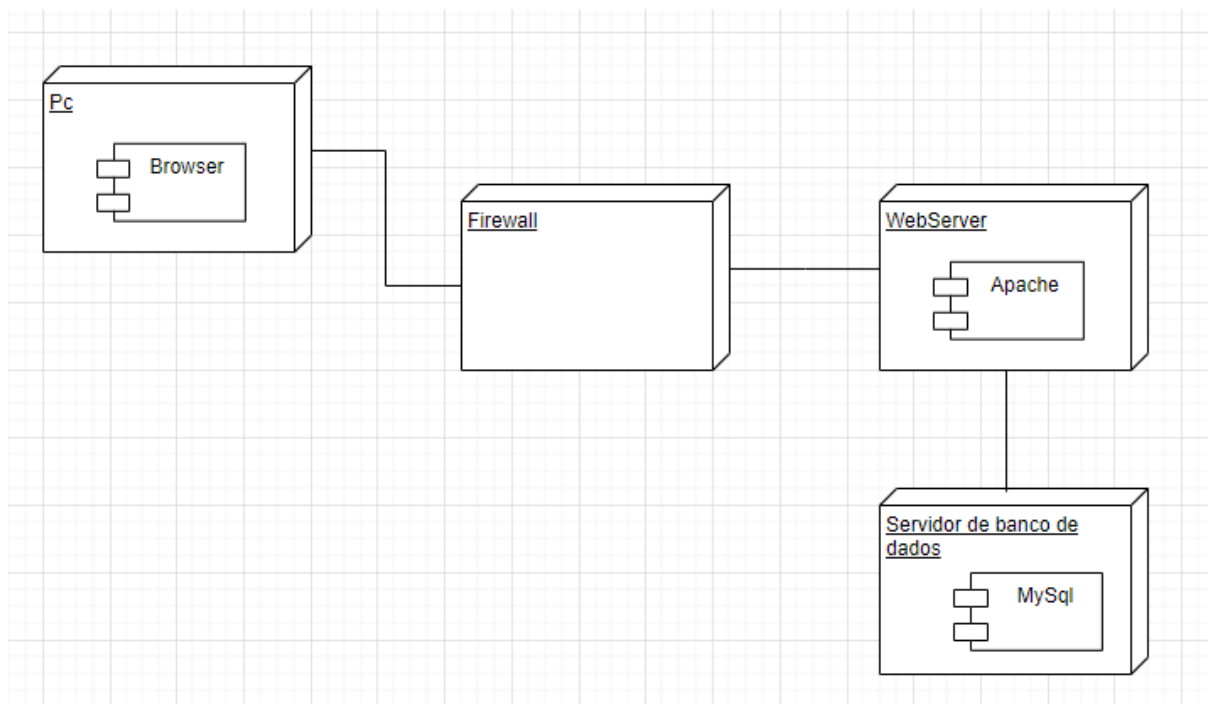 Pc
Browser
Firewall
WebServer
Apache
Servidor de banco de
dados
MySql